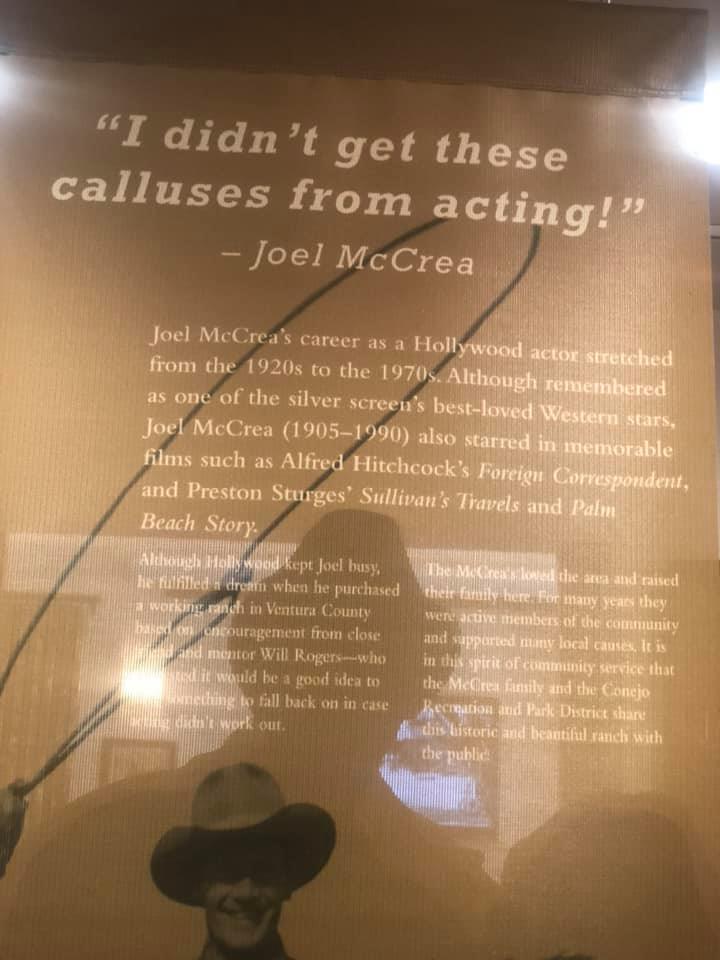 “I didn’t get these
calluses from acting!”
– Joel McCrea
Joel McCrea’s career as a Hollywood actor stretched
from the 1920s to the 1970s. Although remembered
as one of the silver screen’s best-loved Western stars,
Joel McCrea (1905–1990) also starred in memorable
films such as Alfred Hitchcock’s Foreign Correspondent,
and Preston Sturges’ Sullivan’s Travels and Palm
Beach Story.
Although Hollywood kept Joel busy,
he fulfilled a dream when he purchased
a working ranch in Ventura County
based on encouragement from close
and mentor Will Rogers—who
it would be a good idea to
something to fall back on in case
acting didn’t work out.
The McCrea’s loved the area and raised
their family here. For many years they
were active members of the community
and supported many local causes. It is
in this spirit of community service that
the McCrea family and the Conejo
Recreation and Park District share
this historic and beautiful ranch with
the public.